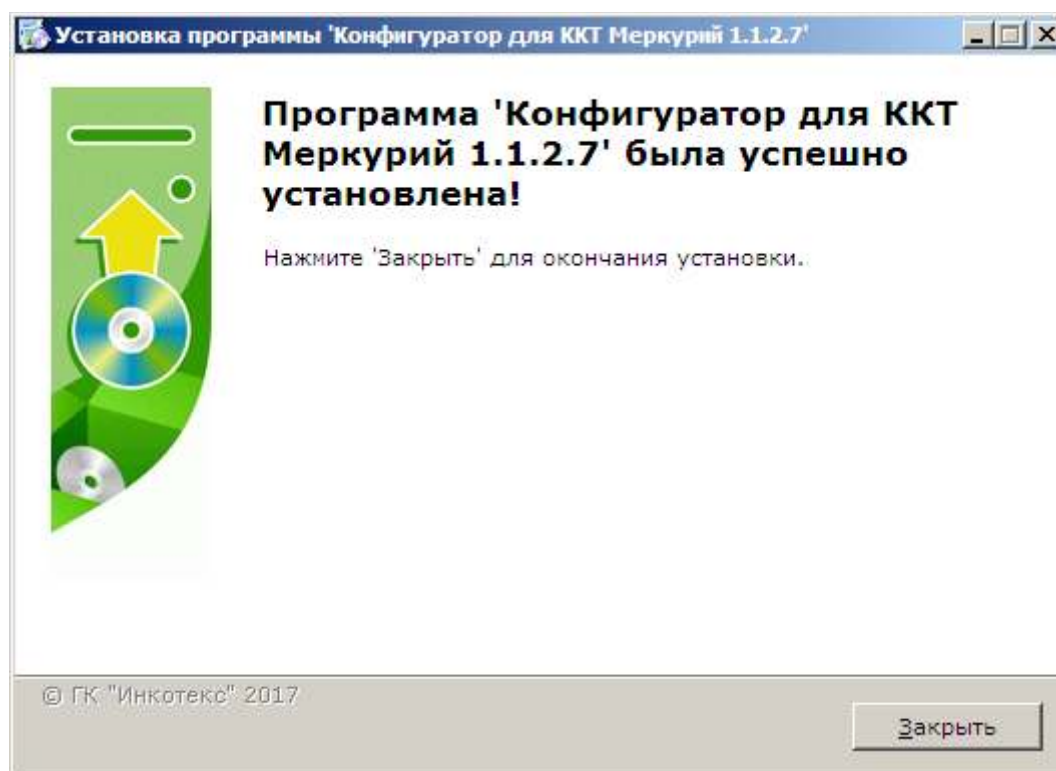 Установка программы 'Конфигуратор для ККТ Меркурий 1.1.2.7'
Программа 'Конфигуратор для ККТ
Меркурий 1.1.2.7' была успешно
установлена!
Нажмите 'Закрыть' для окончания установки.
© ГК "Инкотекс" 2017
Закрыть